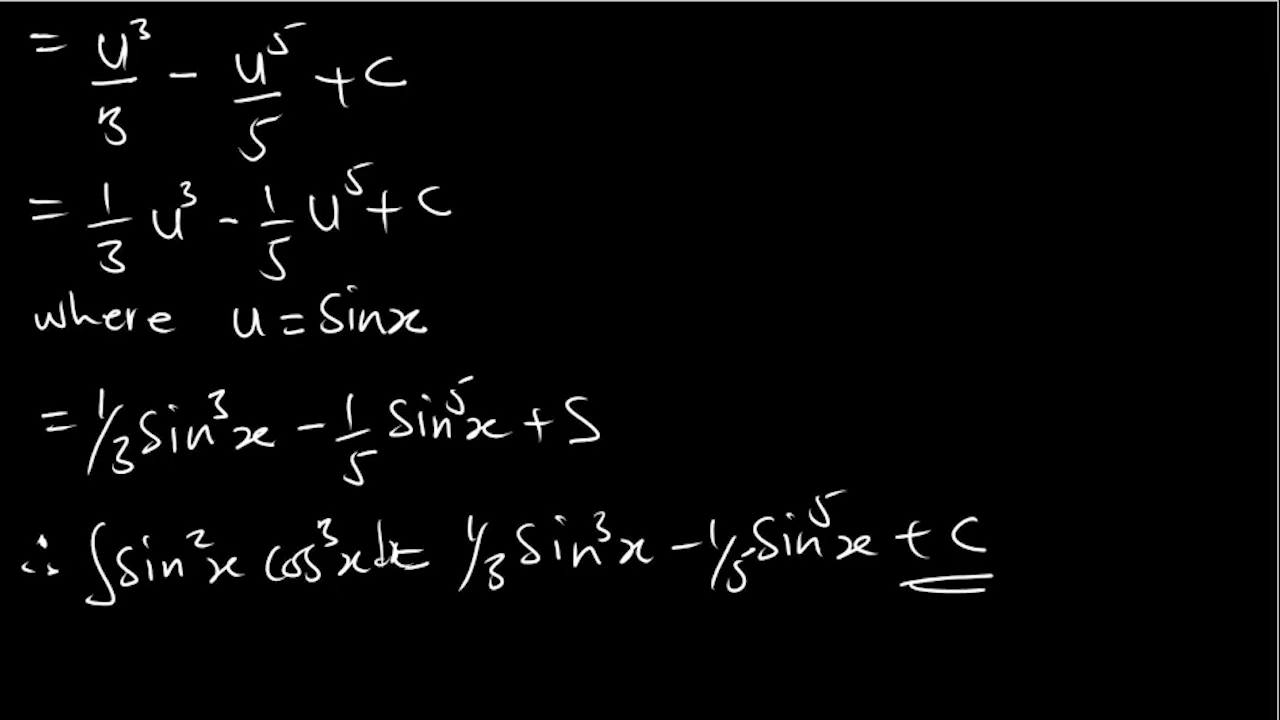 = u³/3 - u⁵/5 + C
= 1/3 u³ - 1/5 u⁵ + C
where u = sinx
= 1/3 sin³x - 1/5 sin⁵x + S
∴ ∫sin²x cos³x dx 1/3 sin³x - 1/5 sin⁵x + C